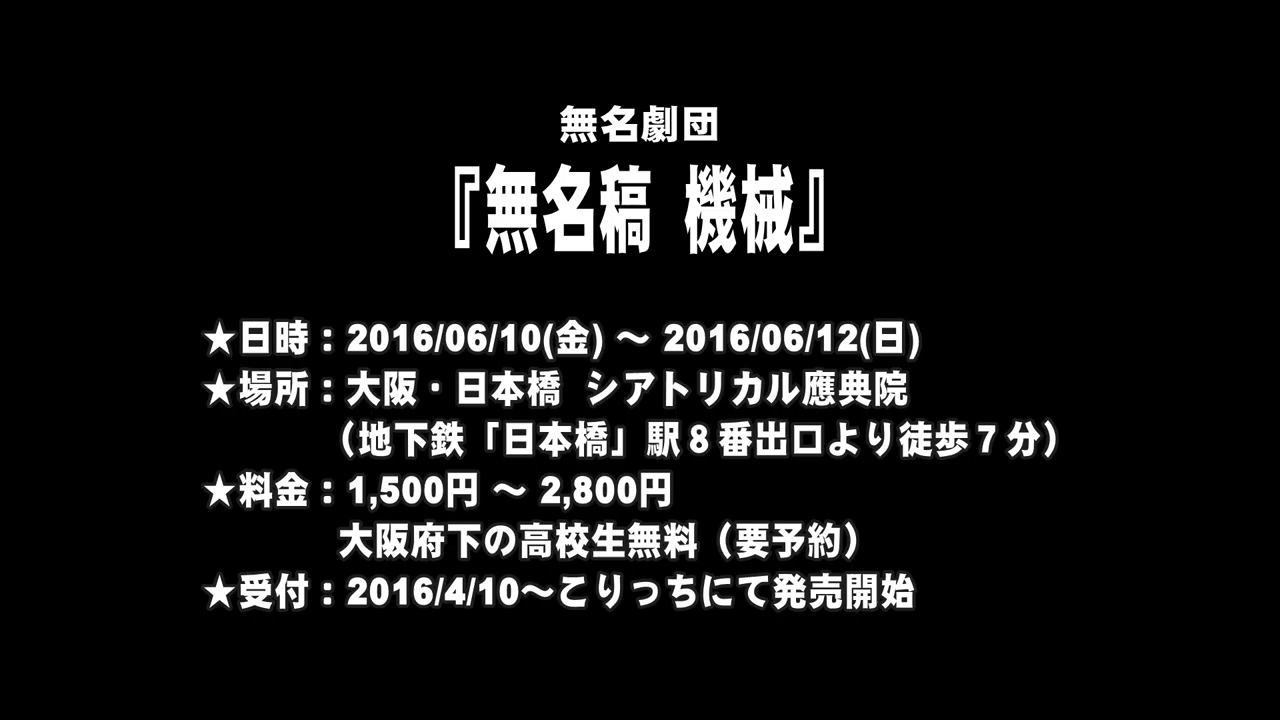 無名劇団
『無名稿 機械』
★日時：2016/06/10(金) ～ 2016/06/12(日)
★場所：大阪・日本橋　シアトリカル應典院
（地下鉄「日本橋」駅８番出口より徒歩７分）
★料金：1,500円 ～ 2,800円
大阪府下の高校生無料（要予約）
★受付：2016/4/10～こりっちにて発売開始